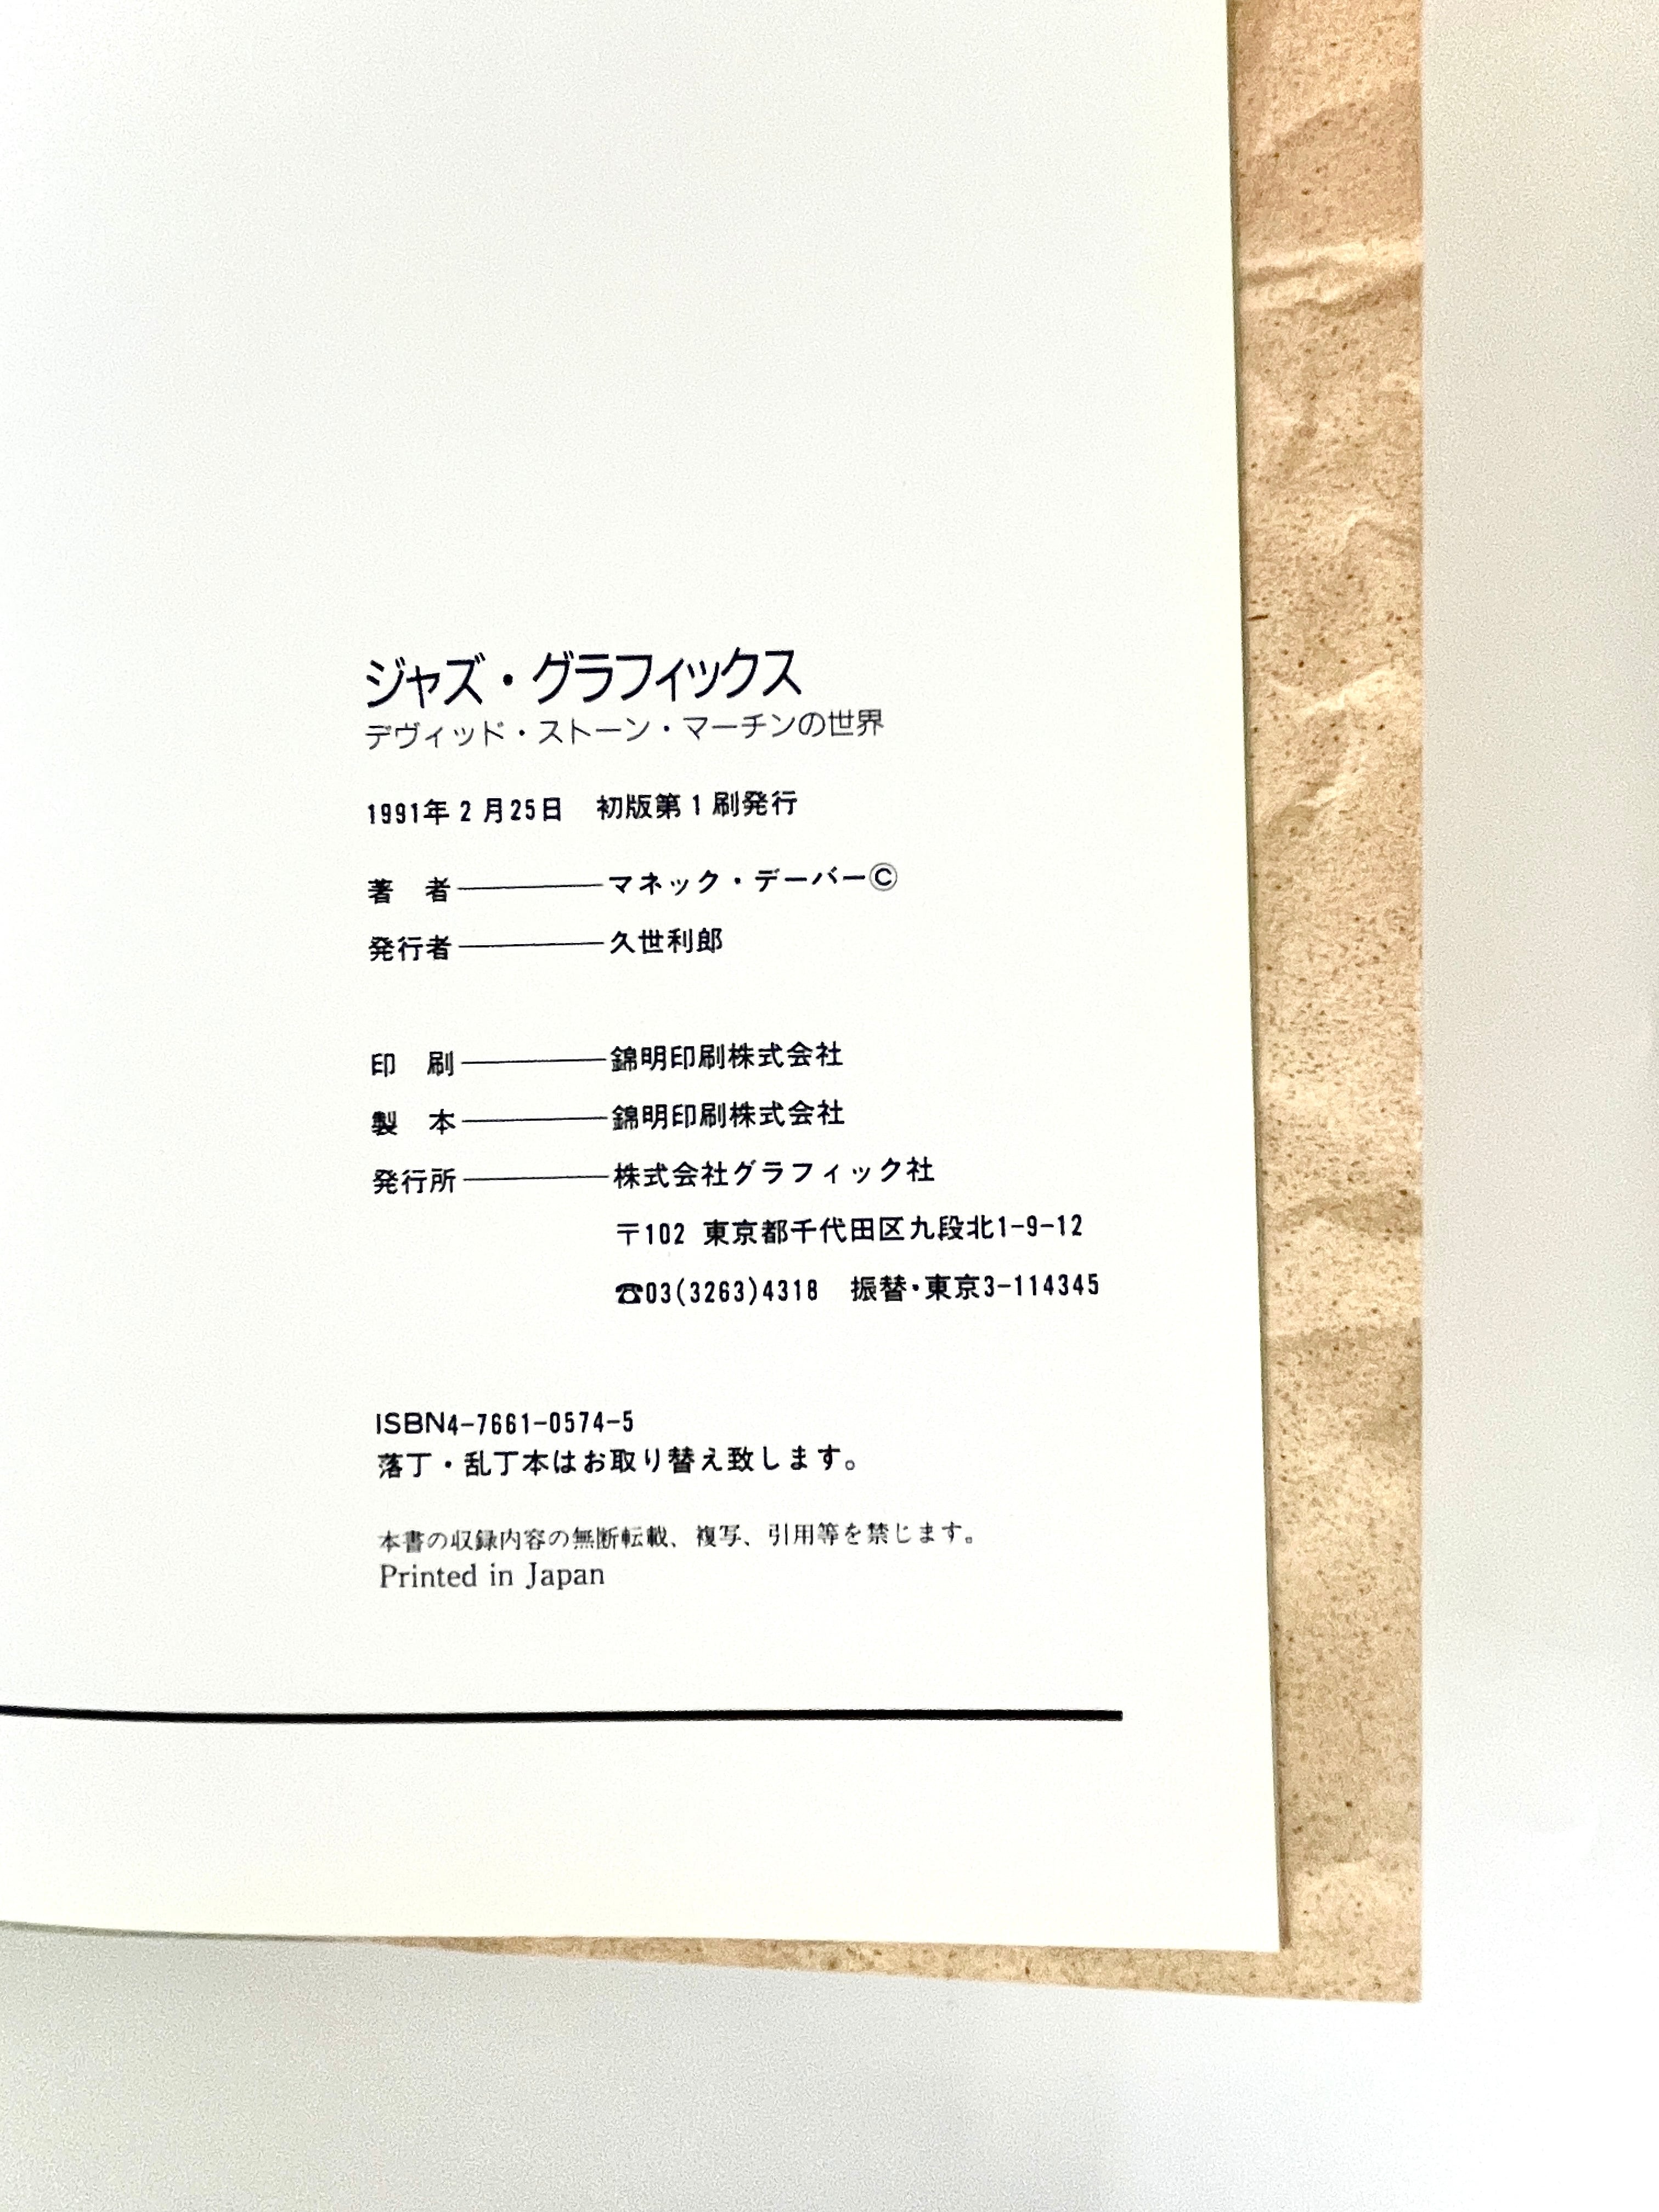 ジャズ・グラフィックス
デヴィッド・ストーン・マーチンの世界
1991年2月25日　初版第1刷発行
著　者――――マネック・デーバー©
発行者――――久世利郎
印　刷――――錦明印刷株式会社
製　本――――錦明印刷株式会社
発行所――――株式会社グラフィック社
〒102 東京都千代田区九段北1-9-12
☎03(3263)4318　振替・東京3-114345
ISBN4-7661-0574-5
落丁・乱丁本はお取り替え致します。
本書の収録内容の無断転載、複写、引用等を禁じます。
Printed in Japan